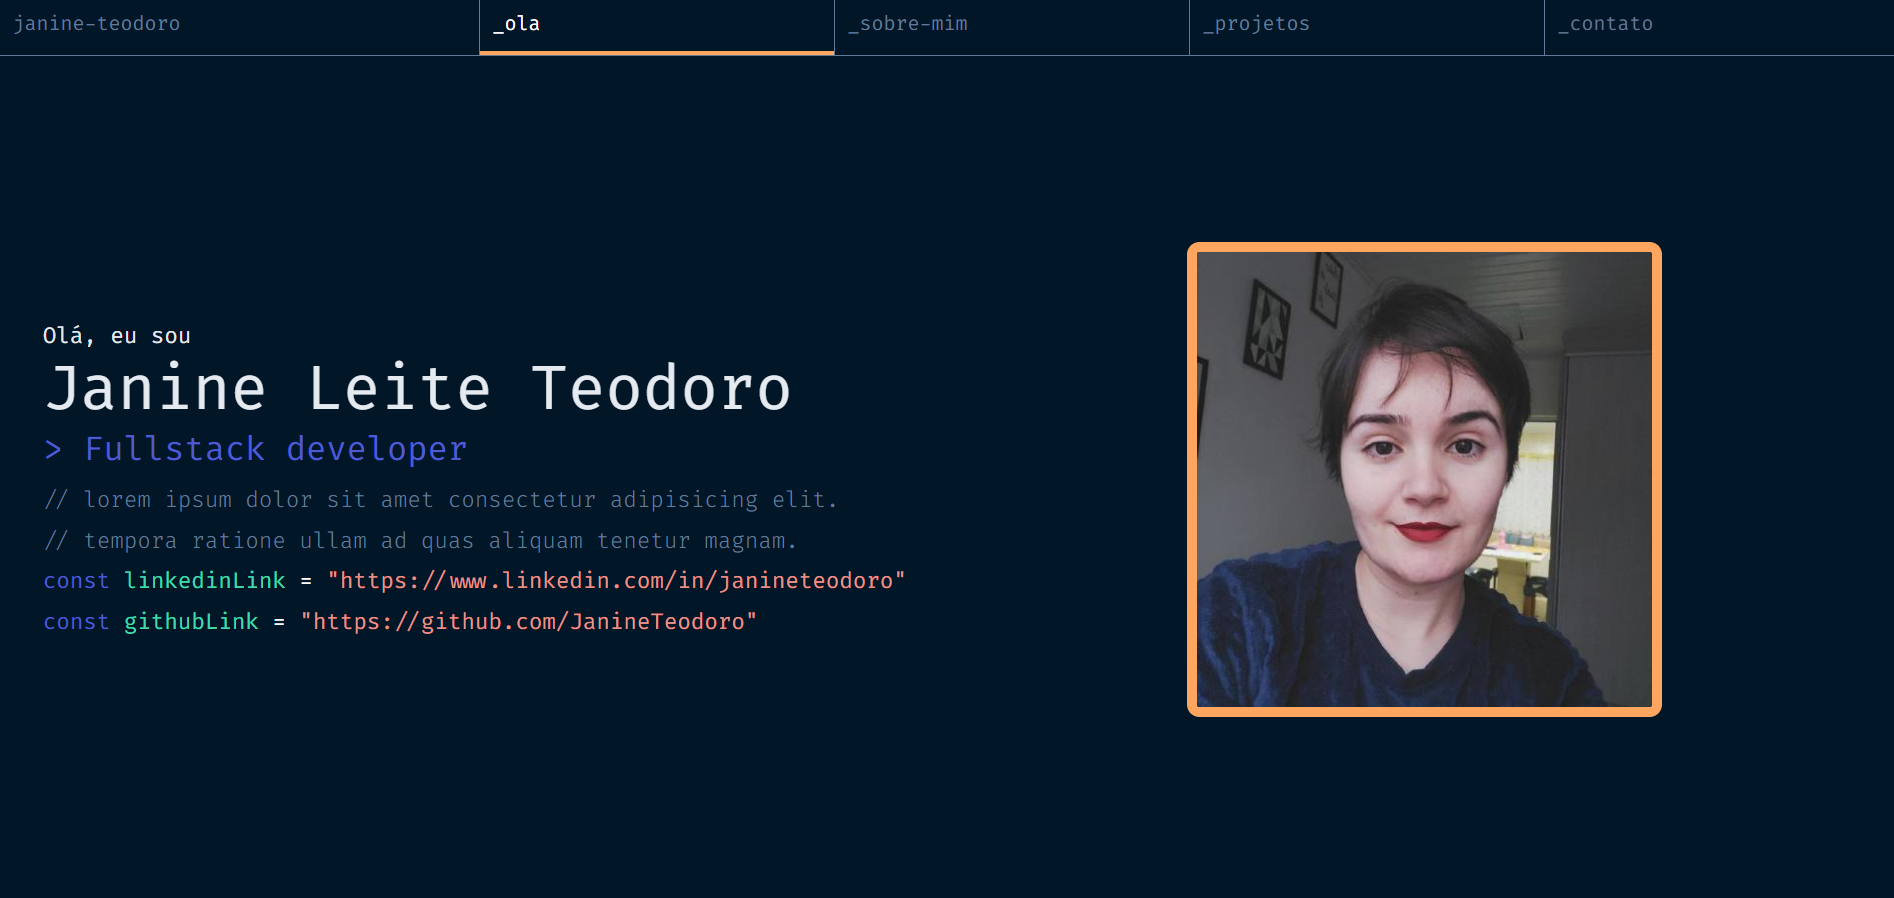 janine-teodoro
_ola
_sobre-mim
_projetos
_contato
Olá, eu sou
Janine Leite Teodoro
> Fullstack developer
// lorem ipsum dolor sit amet consectetur adipisicing elit.
// tempora ratione ullam ad quas aliquam tenetur magnam.
const linkedinLink = "https://www.linkedin.com/in/janineteodoro"
const githubLink = "https://github.com/JanineTeodoro"